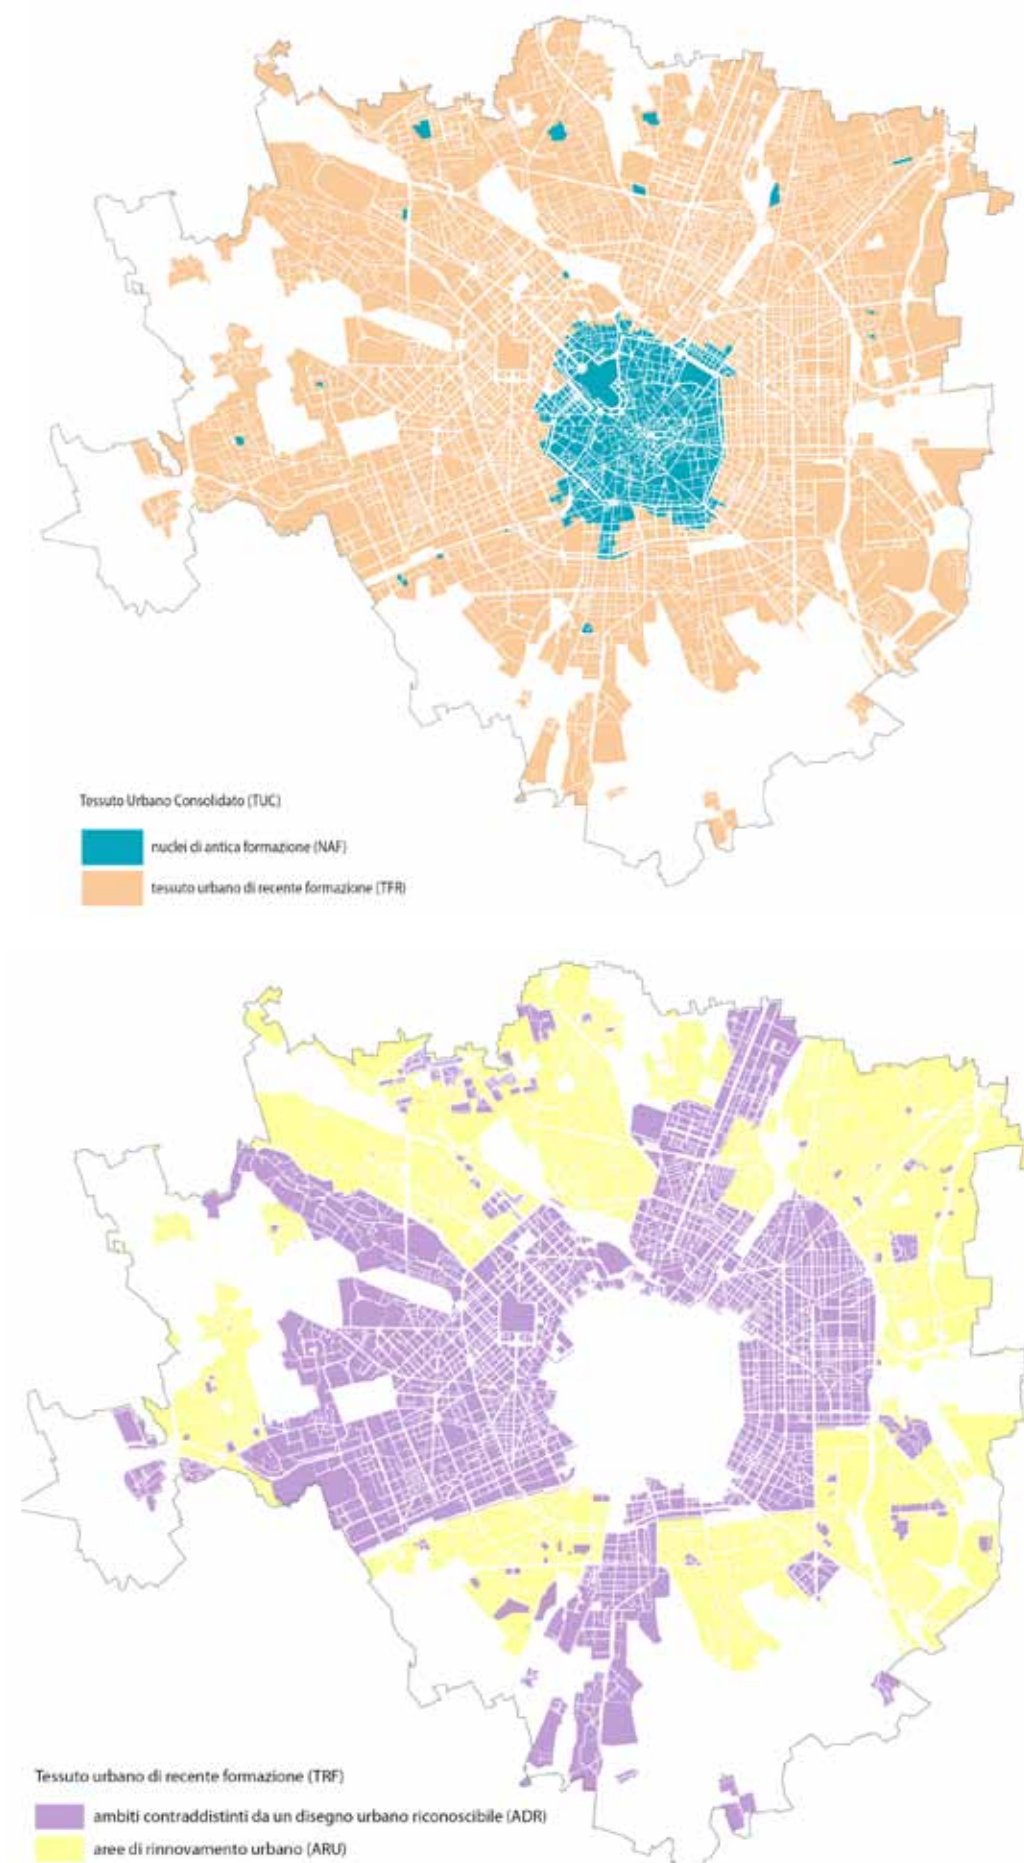 Tessuto Urbano Consolidato (TUC)
nuclei di antica formazione (NAF)
tessuto urbano di recente formazione (TFR)
Tessuto urbano di recente formazione (TRF)
ambiti contraddistinti da un disegno urbano riconoscibile (ADR)
aree di rinnovamento urbano (ARU)